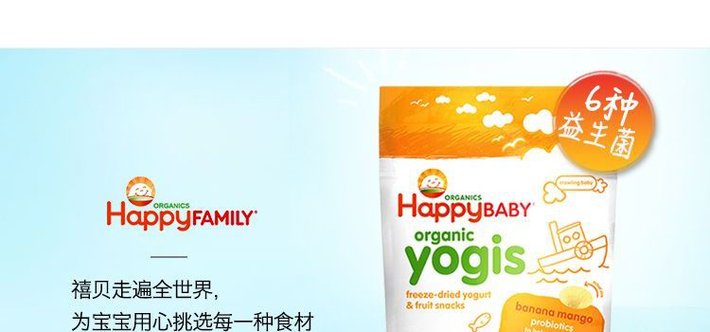 ORGANICS
HappyFAMILY
禧贝走遍全世界，
为宝宝用心挑选每一种食材
6种
益生菌
crawling baby
ORGANICS
HappyBABY
organic
yogis
freeze-dried yogurt
& fruit snacks
banana mango
probiotics